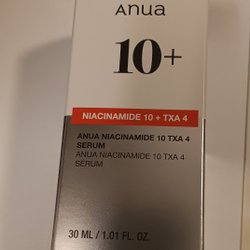 Anua
10+
NIACINAMIDE 10 + TXA 4
ANUA NIACINAMIDE 10 TXA 4
SERUM
ANUA NIACINAMIDE 10 TXA 4
SERUM
30 ML / 1.01 FL. OZ.